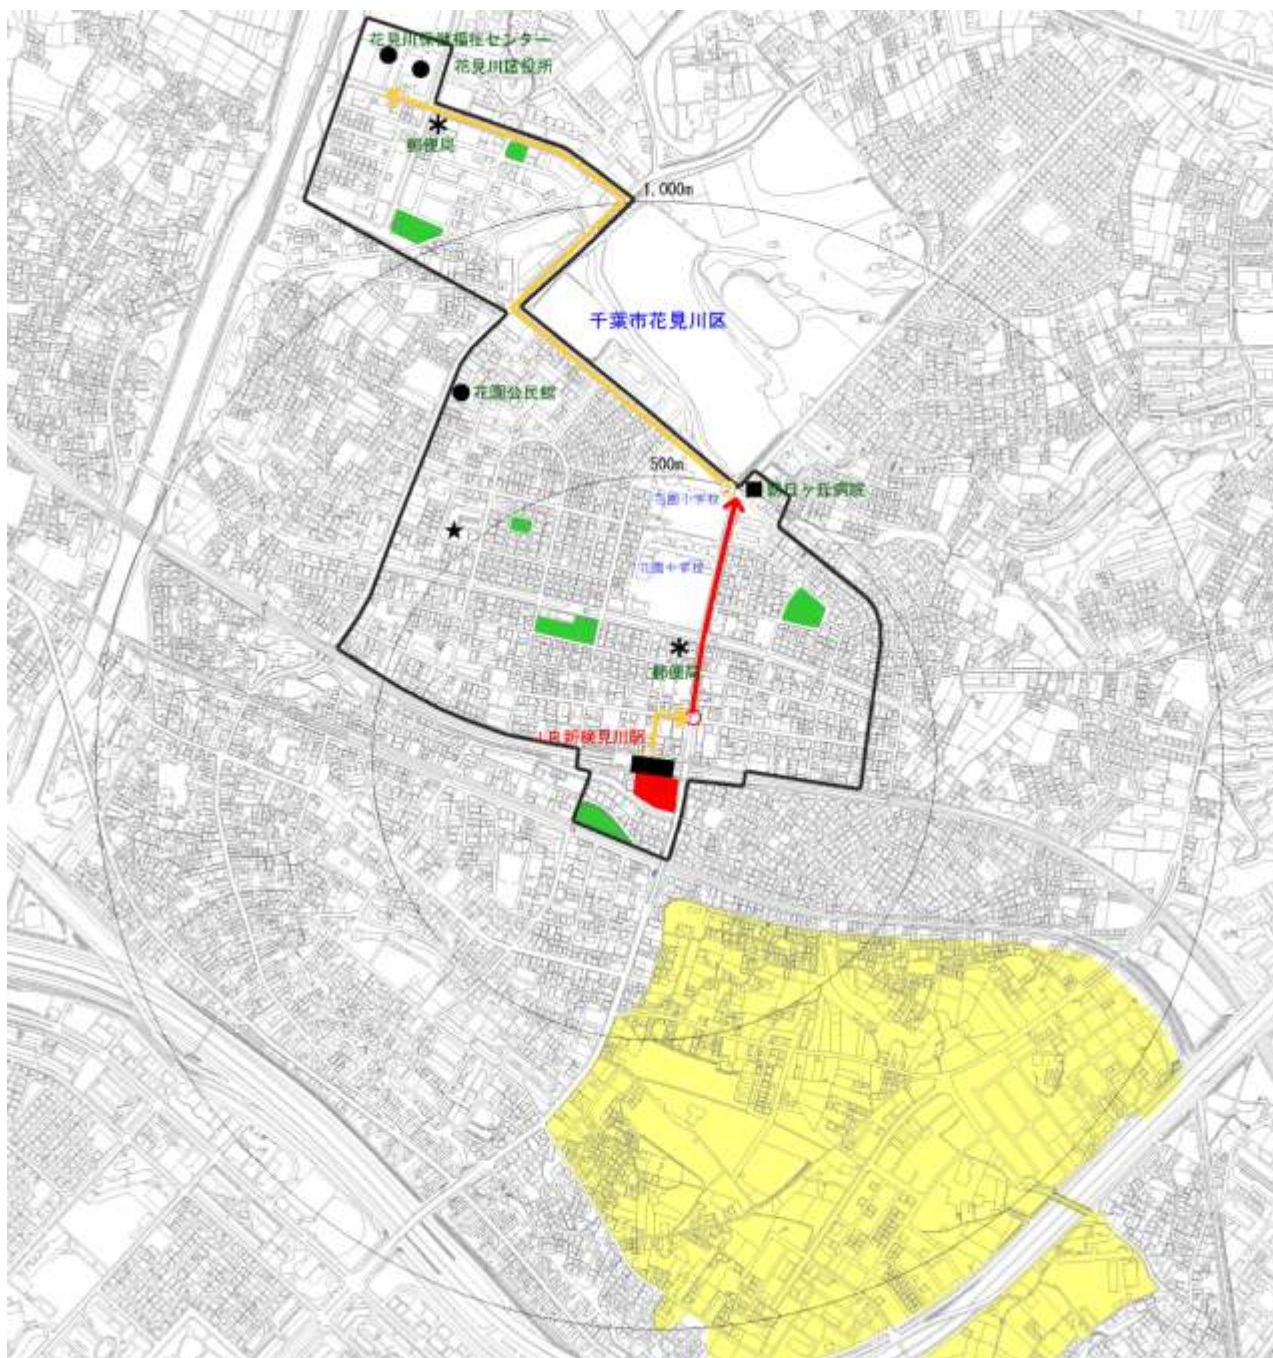 花見川保健福祉センター
花見川区役所
郵便局
1,000m
千葉市花見川区
花園公民館
500m
花園小学校
朝日ヶ丘病院
花園中学校
郵便局
JR新検見川駅